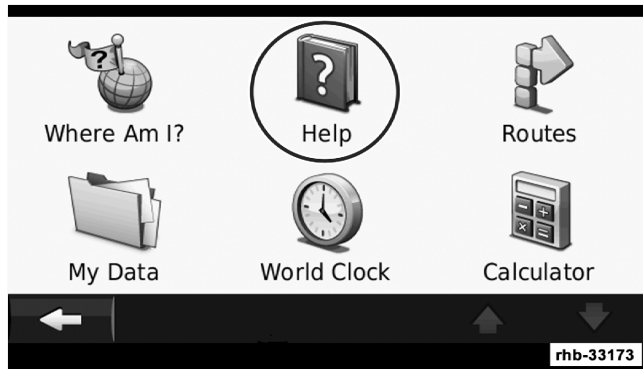 ?
?
Where Am I?
Help
Routes
- +
× =
My Data
World Clock
Calculator
rhb-33173